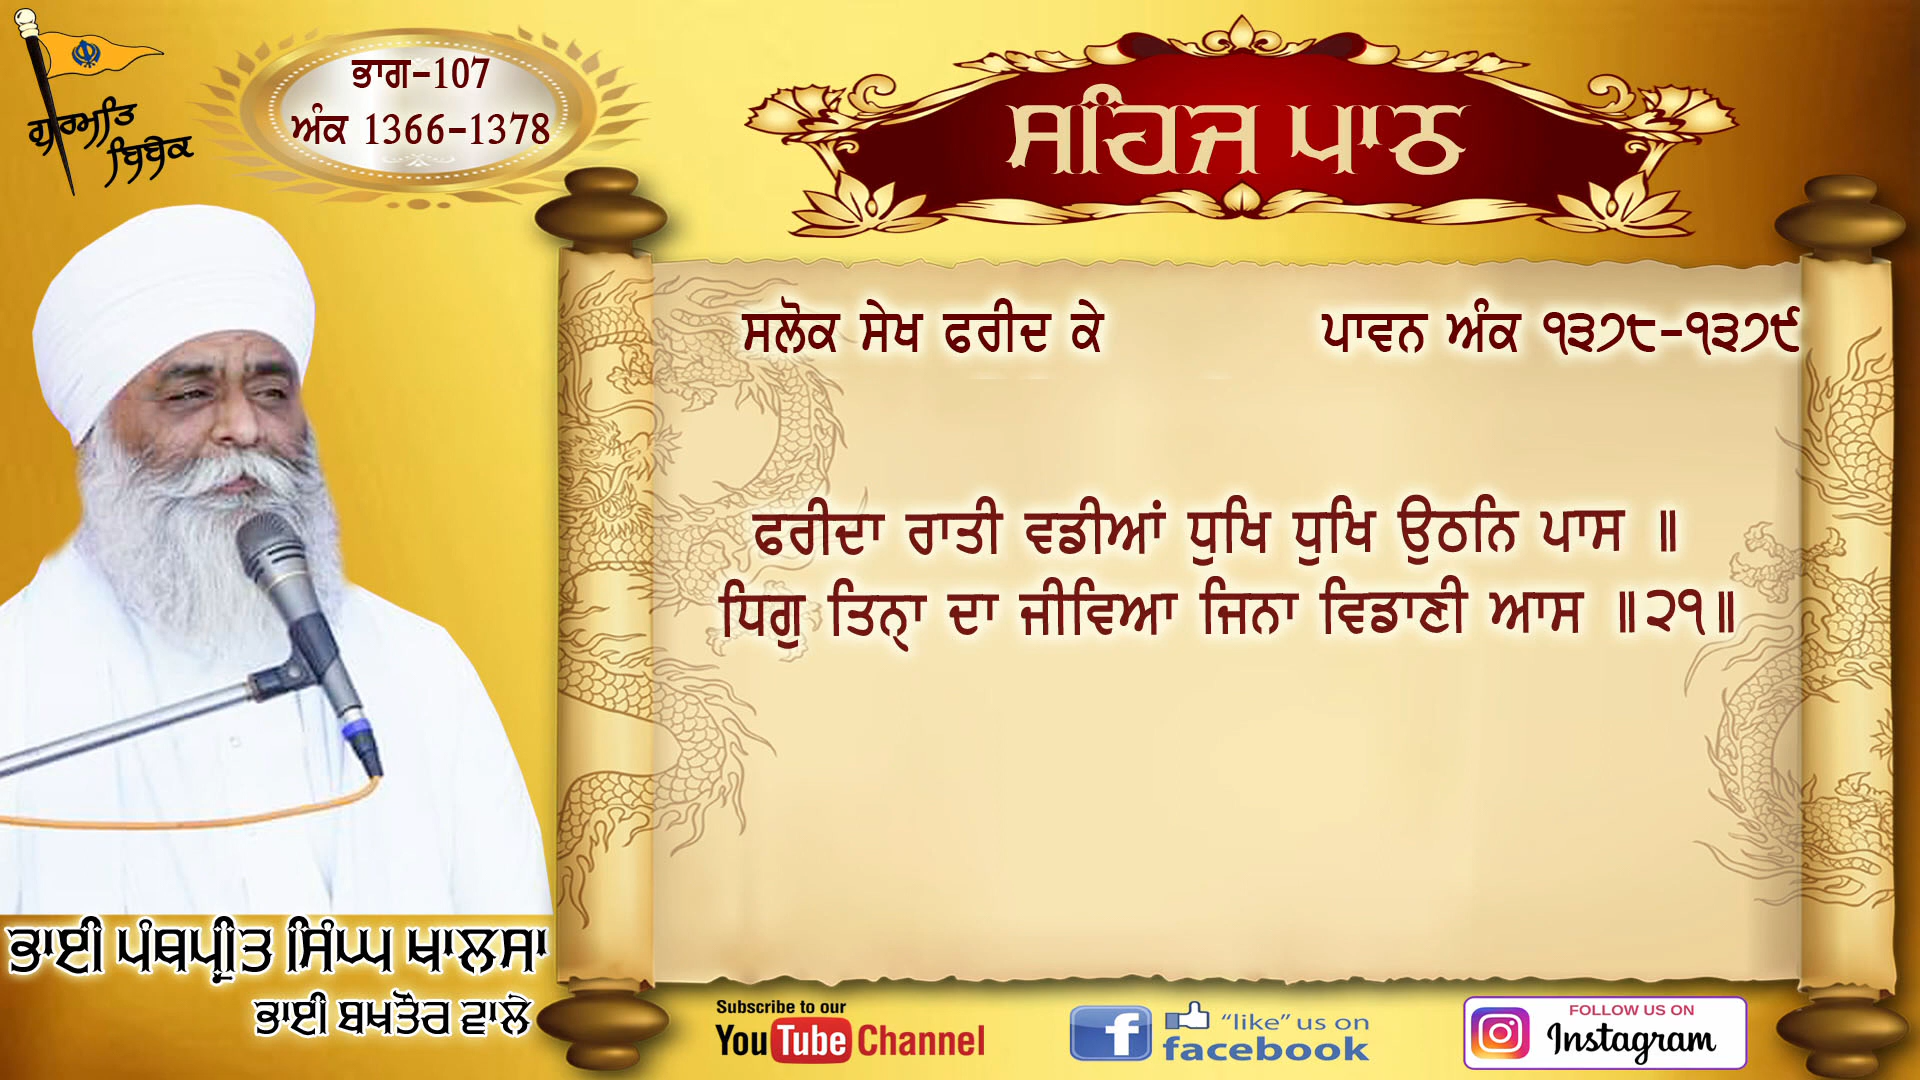 ਗੁਰਮਤਿ
ਬਿਬੇਕ
ਭਾਗ-107
ਅੰਕ 1366-1378
ਸਹਿਜ ਪਾਠ
ਸਲੋਕ ਸੇਖ ਫਰੀਦ ਕੇ
ਪਾਵਨ ਅੰਕ ੧੩੭੮-੧੩੭੯
ਫਰੀਦਾ ਰਾਤੀ ਵਡੀਆਂ ਧੁਖਿ ਧੁਖਿ ਉਠਨਿ ਪਾਸ ॥
ਧਿਗੁ ਤਿਨੑਾ ਦਾ ਜੀਵਿਆ ਜਿਨਾ ਵਿਡਾਣੀ ਆਸ ॥੨੧॥
ਭਾਈ ਪੰਥਪ੍ਰੀਤ ਸਿੰਘ ਖਾਲਸਾ
ਭਾਈ ਬਖਤੌਰ ਵਾਲੇ
Subscribe to our
YouTube Channel
f
"like" us on
facebook
FOLLOW US ON
Instagram